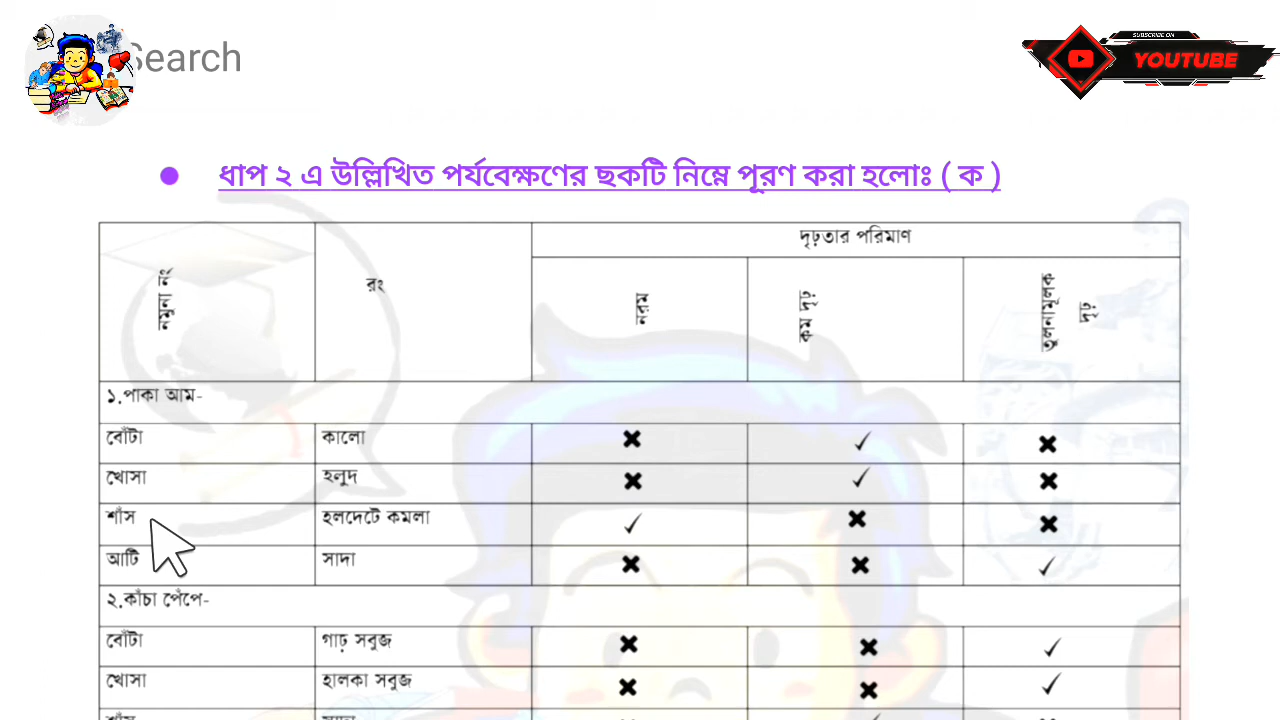 Search
SUBSCRIBE ON
YOUTUBE
ধাপ ২ এ উল্লিখিত পর্যবেক্ষণের ছকটি নিম্নে পূরণ করা হলোঃ ( ক )
নমুনা নং রং দৃঢ়তার পরিমাণ
নরম কম দৃঢ় তুলনামূলক দৃঢ়
১.পাকা আম-
বোঁটা কালো ✖ ✓ ✖
খোসা হলুদ ✖ ✓ ✖
শাঁস হলদেটে কমলা ✓ ✖ ✖
আটি সাদা ✖ ✖ ✓
২.কাঁচা পেঁপে-
বোঁটা গাঢ় সবুজ ✖ ✖ ✓
খোসা হালকা সবুজ ✖ ✖ ✓